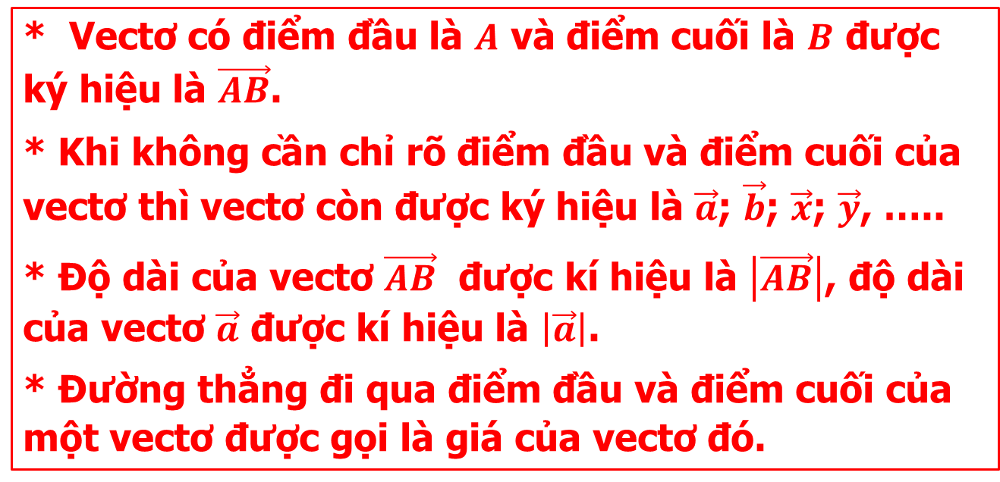 * Vectơ có điểm đầu là $A$ và điểm cuối là $B$ được
ký hiệu là $\overrightarrow{AB}$.
* Khi không cần chỉ rõ điểm đầu và điểm cuối của
vectơ thì vectơ còn được ký hiệu là $\vec{a}$; $\vec{b}$; $\vec{x}$; $\vec{y}$, .....
* Độ dài của vectơ $\overrightarrow{AB}$ được kí hiệu là $|\overrightarrow{AB}|$, độ dài
của vectơ $\vec{a}$ được kí hiệu là $|\vec{a}|$.
* Đường thẳng đi qua điểm đầu và điểm cuối của
một vectơ được gọi là giá của vectơ đó.